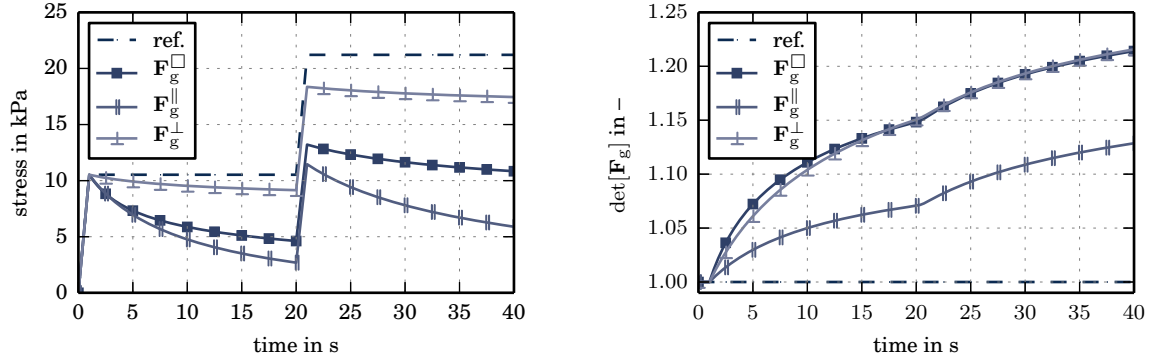 25
20
15
10
5
0
0 5 10 15 20 25 30 35 40
stress in kPa
time in s
ref.
F_g^□
F_g^∥
F_g^⊥
1.25
1.20
1.15
1.10
1.05
1.00
0 5 10 15 20 25 30 35 40
det[F_g] in −
time in s
ref.
F_g^□
F_g^∥
F_g^⊥